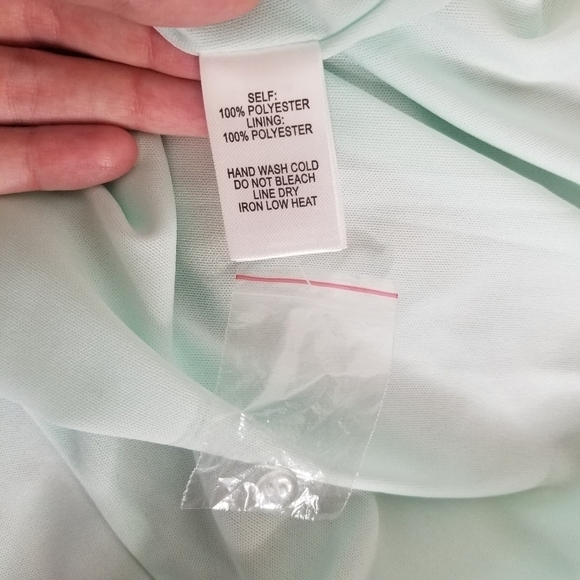 SELF:
100% POLYESTER
LINING:
100% POLYESTER
HAND WASH COLD
DO NOT BLEACH
LINE DRY
IRON LOW HEAT